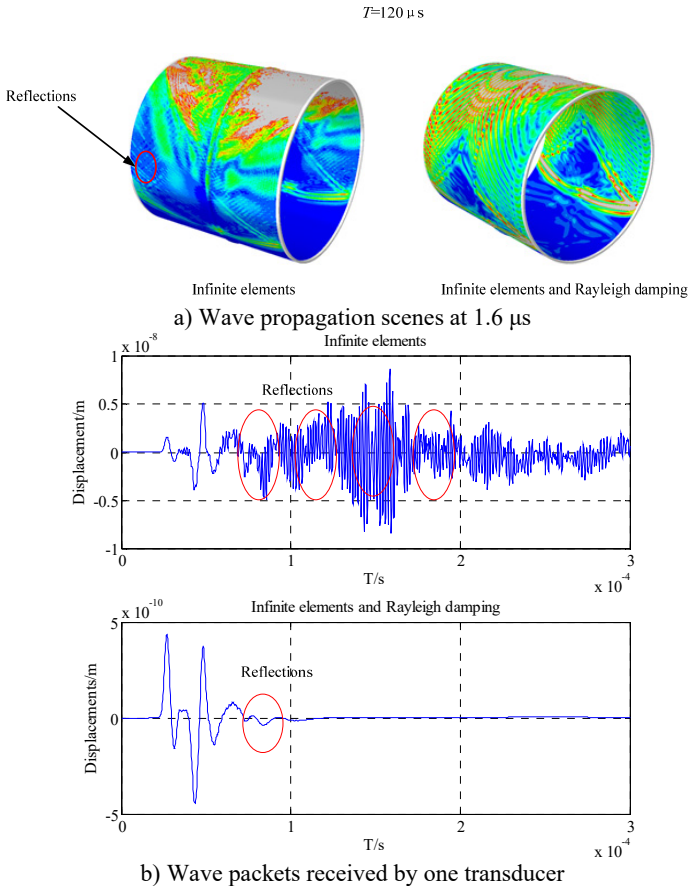 T=120μs
Reflections
Infinite elements
Infinite elements and Rayleigh damping
a) Wave propagation scenes at 1.6 μs
x 10^-8
Infinite elements
1
Reflections
0.5
0
-0.5
-1
Displacement/m
0 1 2 3
T/s
x 10^-4
x 10^-10
Infinite elements and Rayleigh damping
5
Reflections
0
-5
Displacements/m
0 1 2 3
T/s
x 10^-4
b) Wave packets received by one transducer